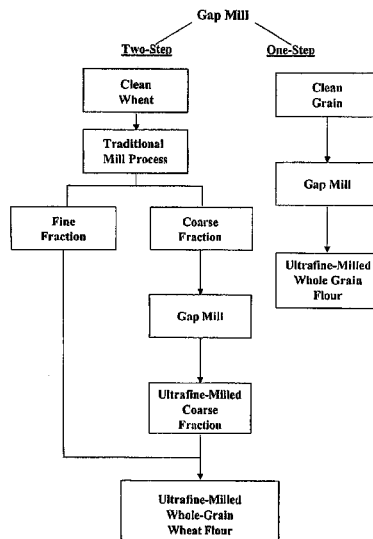 Gap Mill
Two-Step
One-Step
Clean
Wheat
Clean
Grain
Traditional
Mill Process
Gap Mill
Fine
Fraction
Coarse
Fraction
Ultrafine-Milled
Whole Grain
Flour
Gap Mill
Ultrafine-Milled
Coarse
Fraction
Ultrafine-Milled
Whole-Grain
Wheat Flour